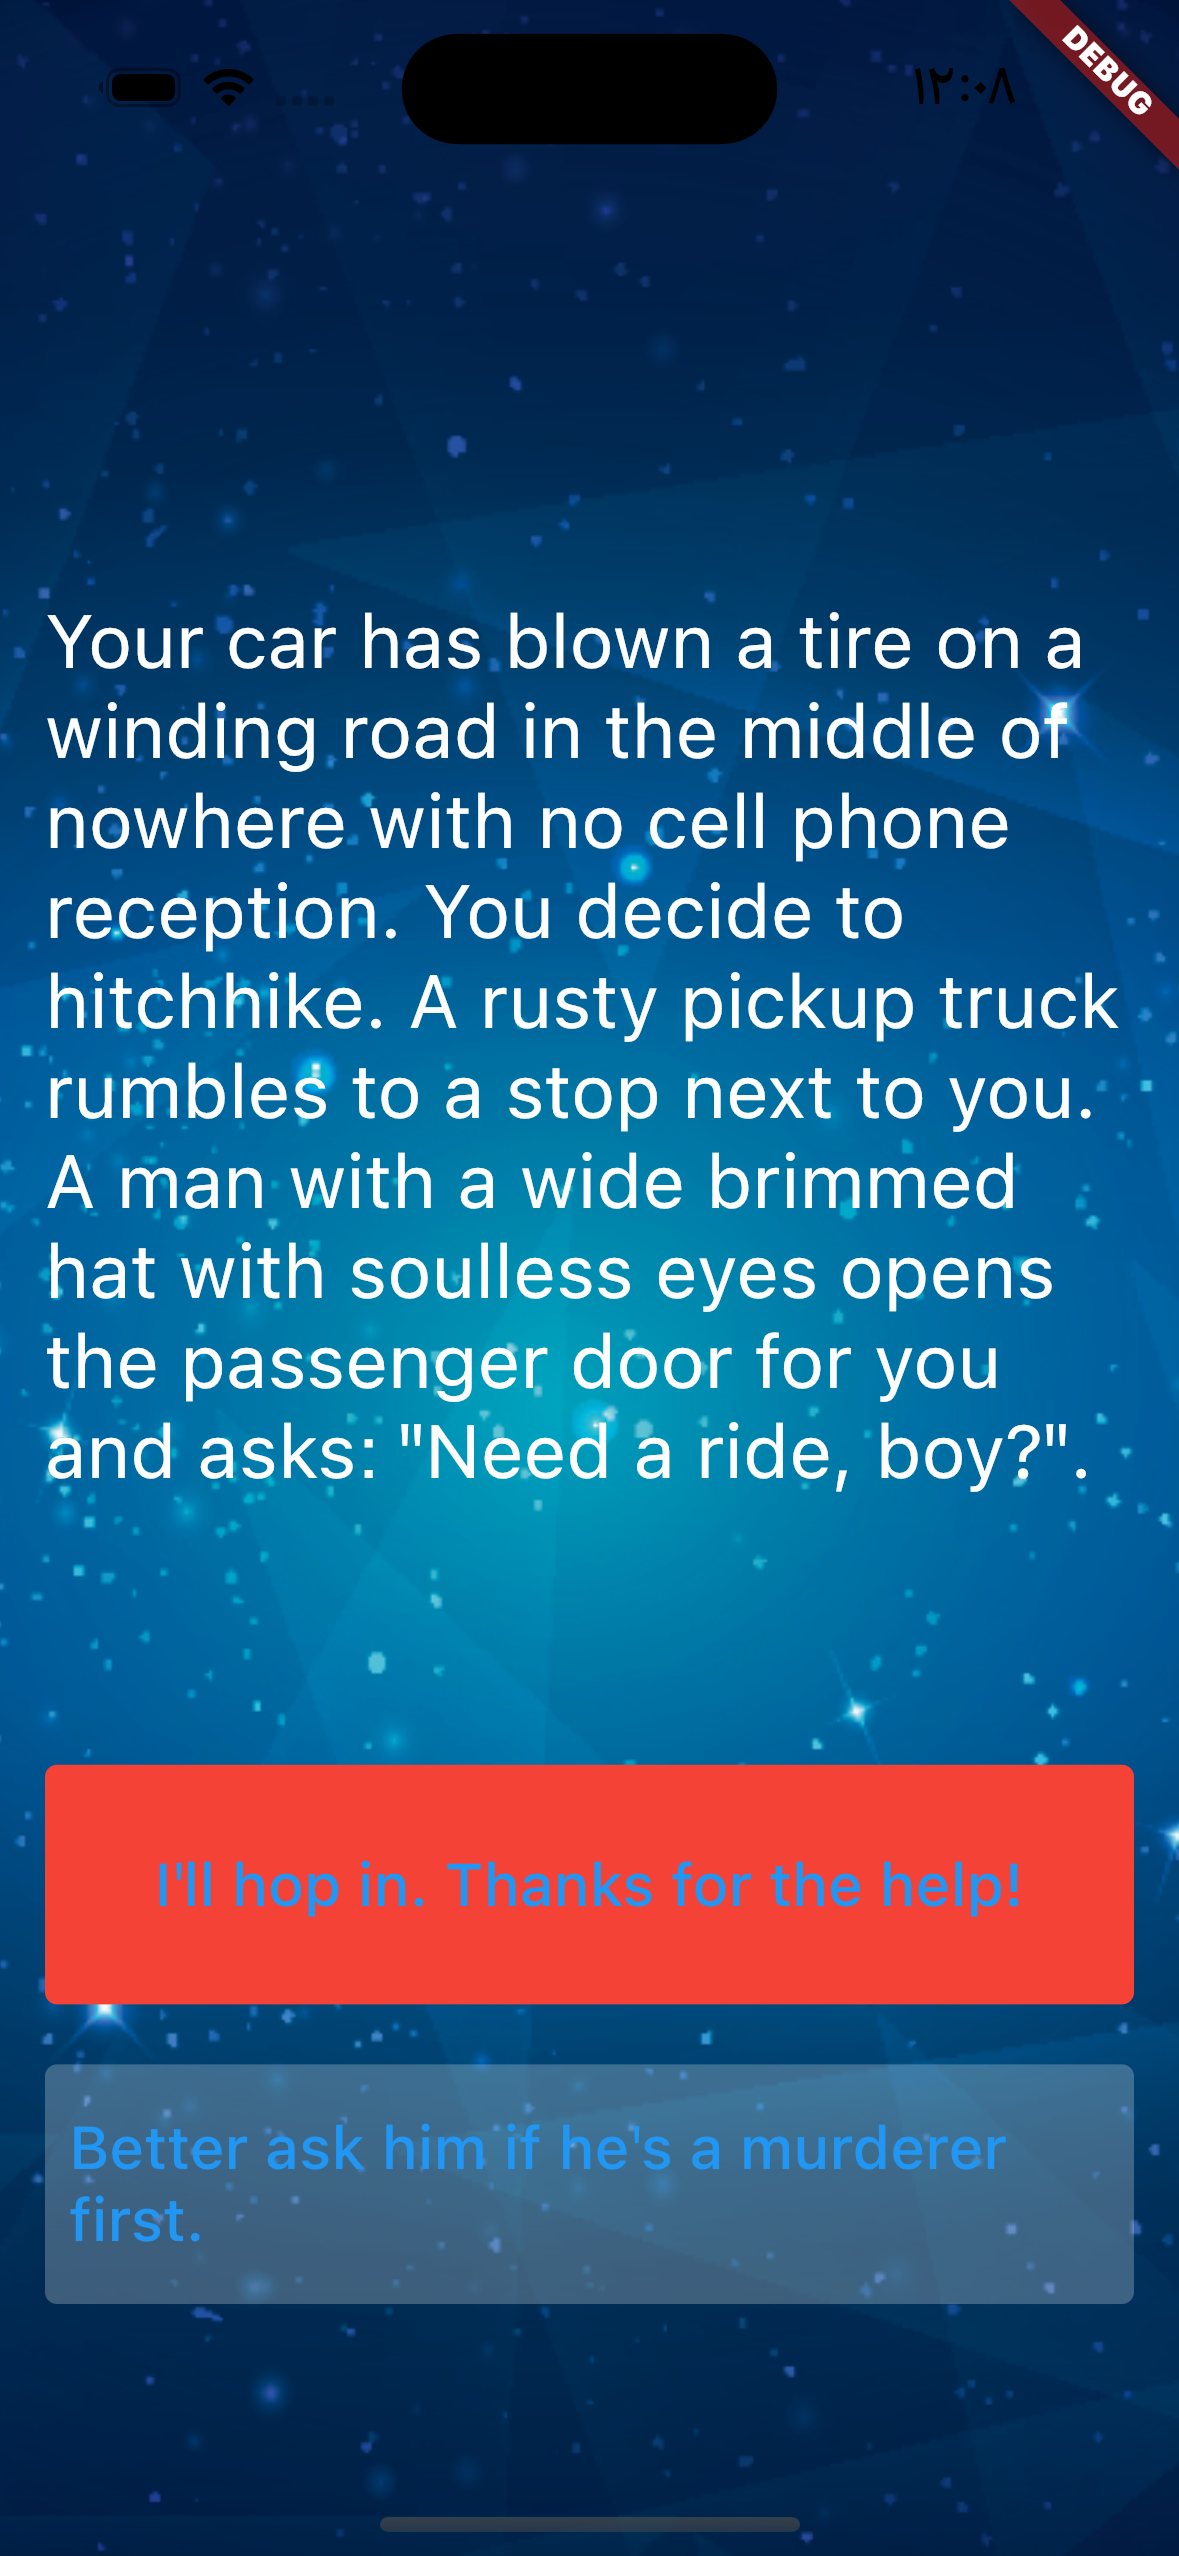 ۱۲:۰۸
DEBUG
Your car has blown a tire on a
winding road in the middle of
nowhere with no cell phone
reception. You decide to
hitchhike. A rusty pickup truck
rumbles to a stop next to you.
A man with a wide brimmed
hat with soulless eyes opens
the passenger door for you
and asks: "Need a ride, boy?".
I'll hop in. Thanks for the help!
Better ask him if he's a murderer
first.